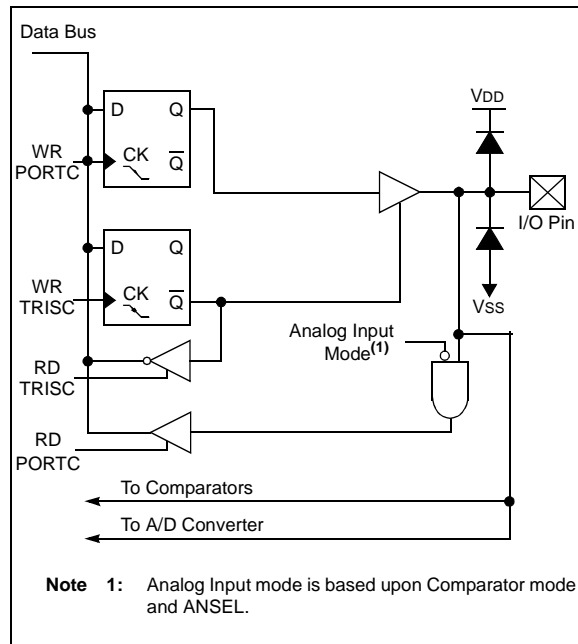 Data Bus
D Q
WR
PORTC
CK Q
VDD
I/O Pin
D Q
WR
TRISC
CK Q
VSS
Analog Input
Mode(1)
RD
TRISC
RD
PORTC
To Comparators
To A/D Converter
Note 1: Analog Input mode is based upon Comparator mode
and ANSEL.